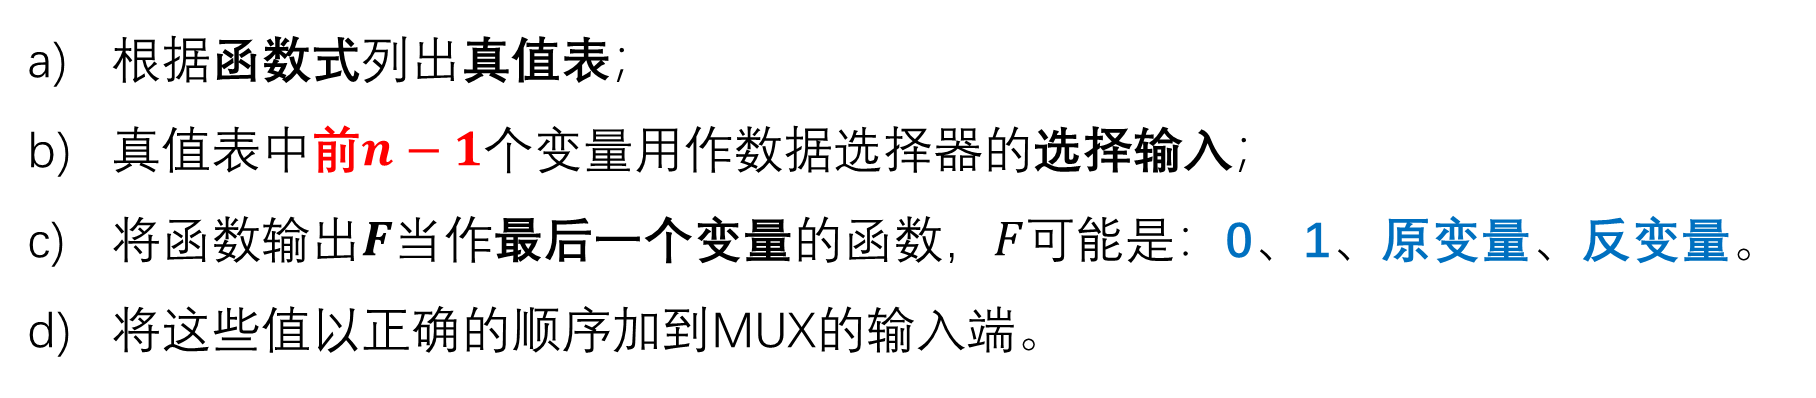 a) 根据函数式列出真值表;
b) 真值表中前n − 1个变量用作数据选择器的选择输入;
c) 将函数输出F当作最后一个变量的函数, F可能是: 0、1、原变量、反变量。
d) 将这些值以正确的顺序加到MUX的输入端。